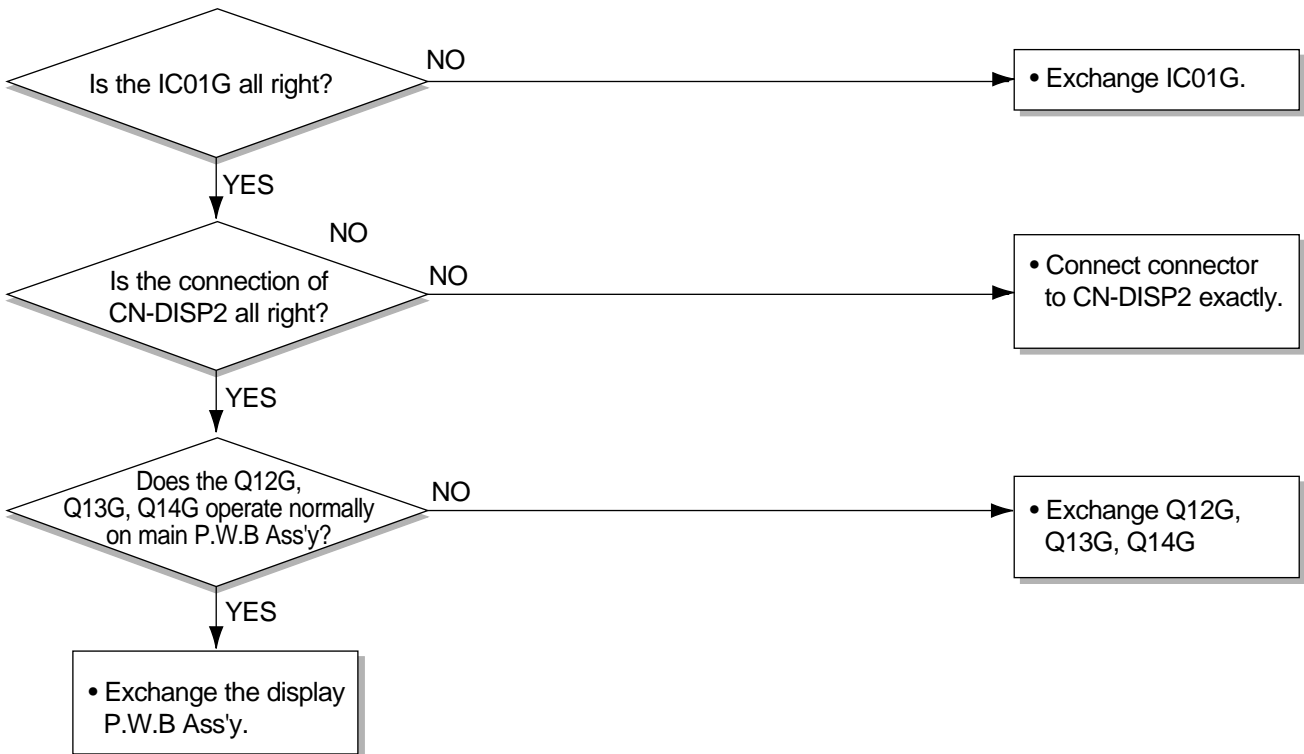 Is the IC01G all right?
NO
• Exchange IC01G.
YES
NO
Is the connection of
CN-DISP2 all right?
NO
• Connect connector
to CN-DISP2 exactly.
YES
Does the Q12G,
Q13G, Q14G operate normally
on main P.W.B Ass'y?
NO
• Exchange Q12G,
Q13G, Q14G
YES
• Exchange the display
P.W.B Ass'y.